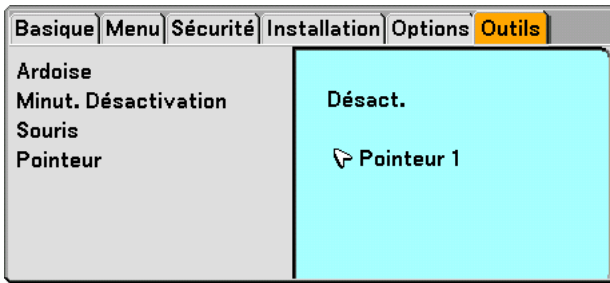 Basique Menu Sécurité Installation Options Outils
Ardoise
Minut. Désactivation Désact.
Souris
Pointeur Pointeur 1